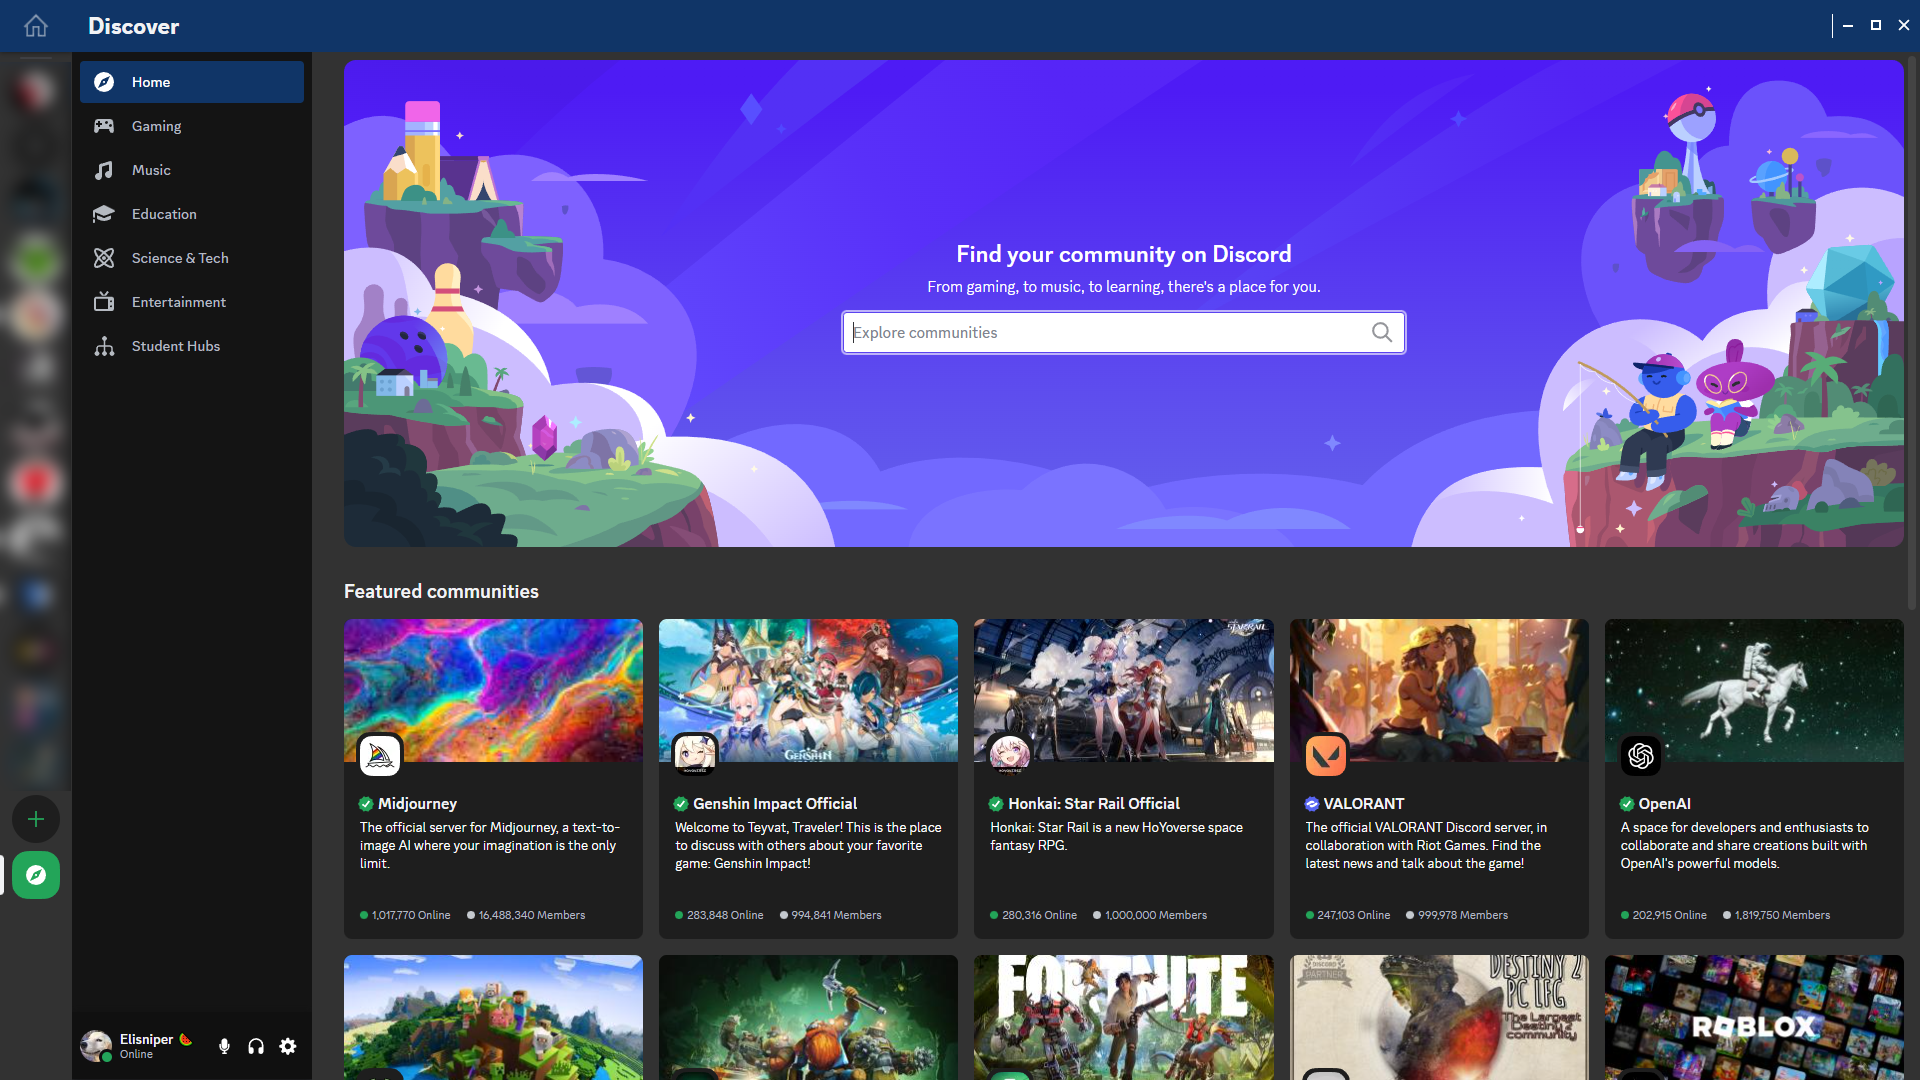 Discover
Home
Gaming
Music
Education
Science & Tech
Entertainment
Student Hubs
Find your community on Discord
From gaming, to music, to learning, there's a place for you.
Explore communities
Featured communities
STAR RAIL
GENSHIN
Midjourney
The official server for Midjourney, a text-to-
image AI where your imagination is the only
limit.
1,017,770 Online
16,488,340 Members
Genshin Impact Official
Welcome to Teyvat, Traveler! This is the place
to discuss with others about your favorite
game: Genshin Impact!
283,848 Online
994,841 Members
Honkai: Star Rail Official
Honkai: Star Rail is a new HoYoverse space
fantasy RPG.
280,316 Online
1,000,000 Members
VALORANT
The official VALORANT Discord server, in
collaboration with Riot Games. Find the
latest news and talk about the game!
247,103 Online
999,978 Members
OpenAI
A space for developers and enthusiasts to
collaborate and share creations built with
OpenAI's powerful models.
202,915 Online
1,819,750 Members
FORTNITE
DISCORD
PARTNER
DESTINY 2
PC LFG
The Largest
Destiny 2
community
ROBLOX
Elisniper
Online